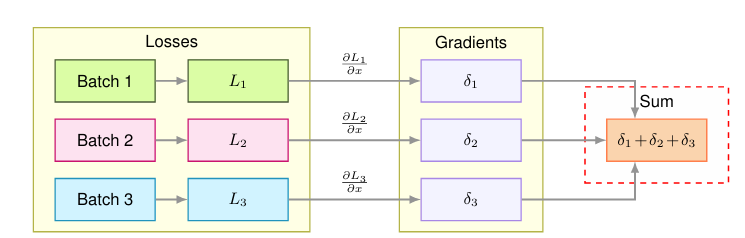 Losses
Gradients
Batch 1
L₁
∂L₁/∂x
δ₁
Sum
Batch 2
L₂
∂L₂/∂x
δ₂
δ₁+δ₂+δ₃
Batch 3
L₃
∂L₃/∂x
δ₃